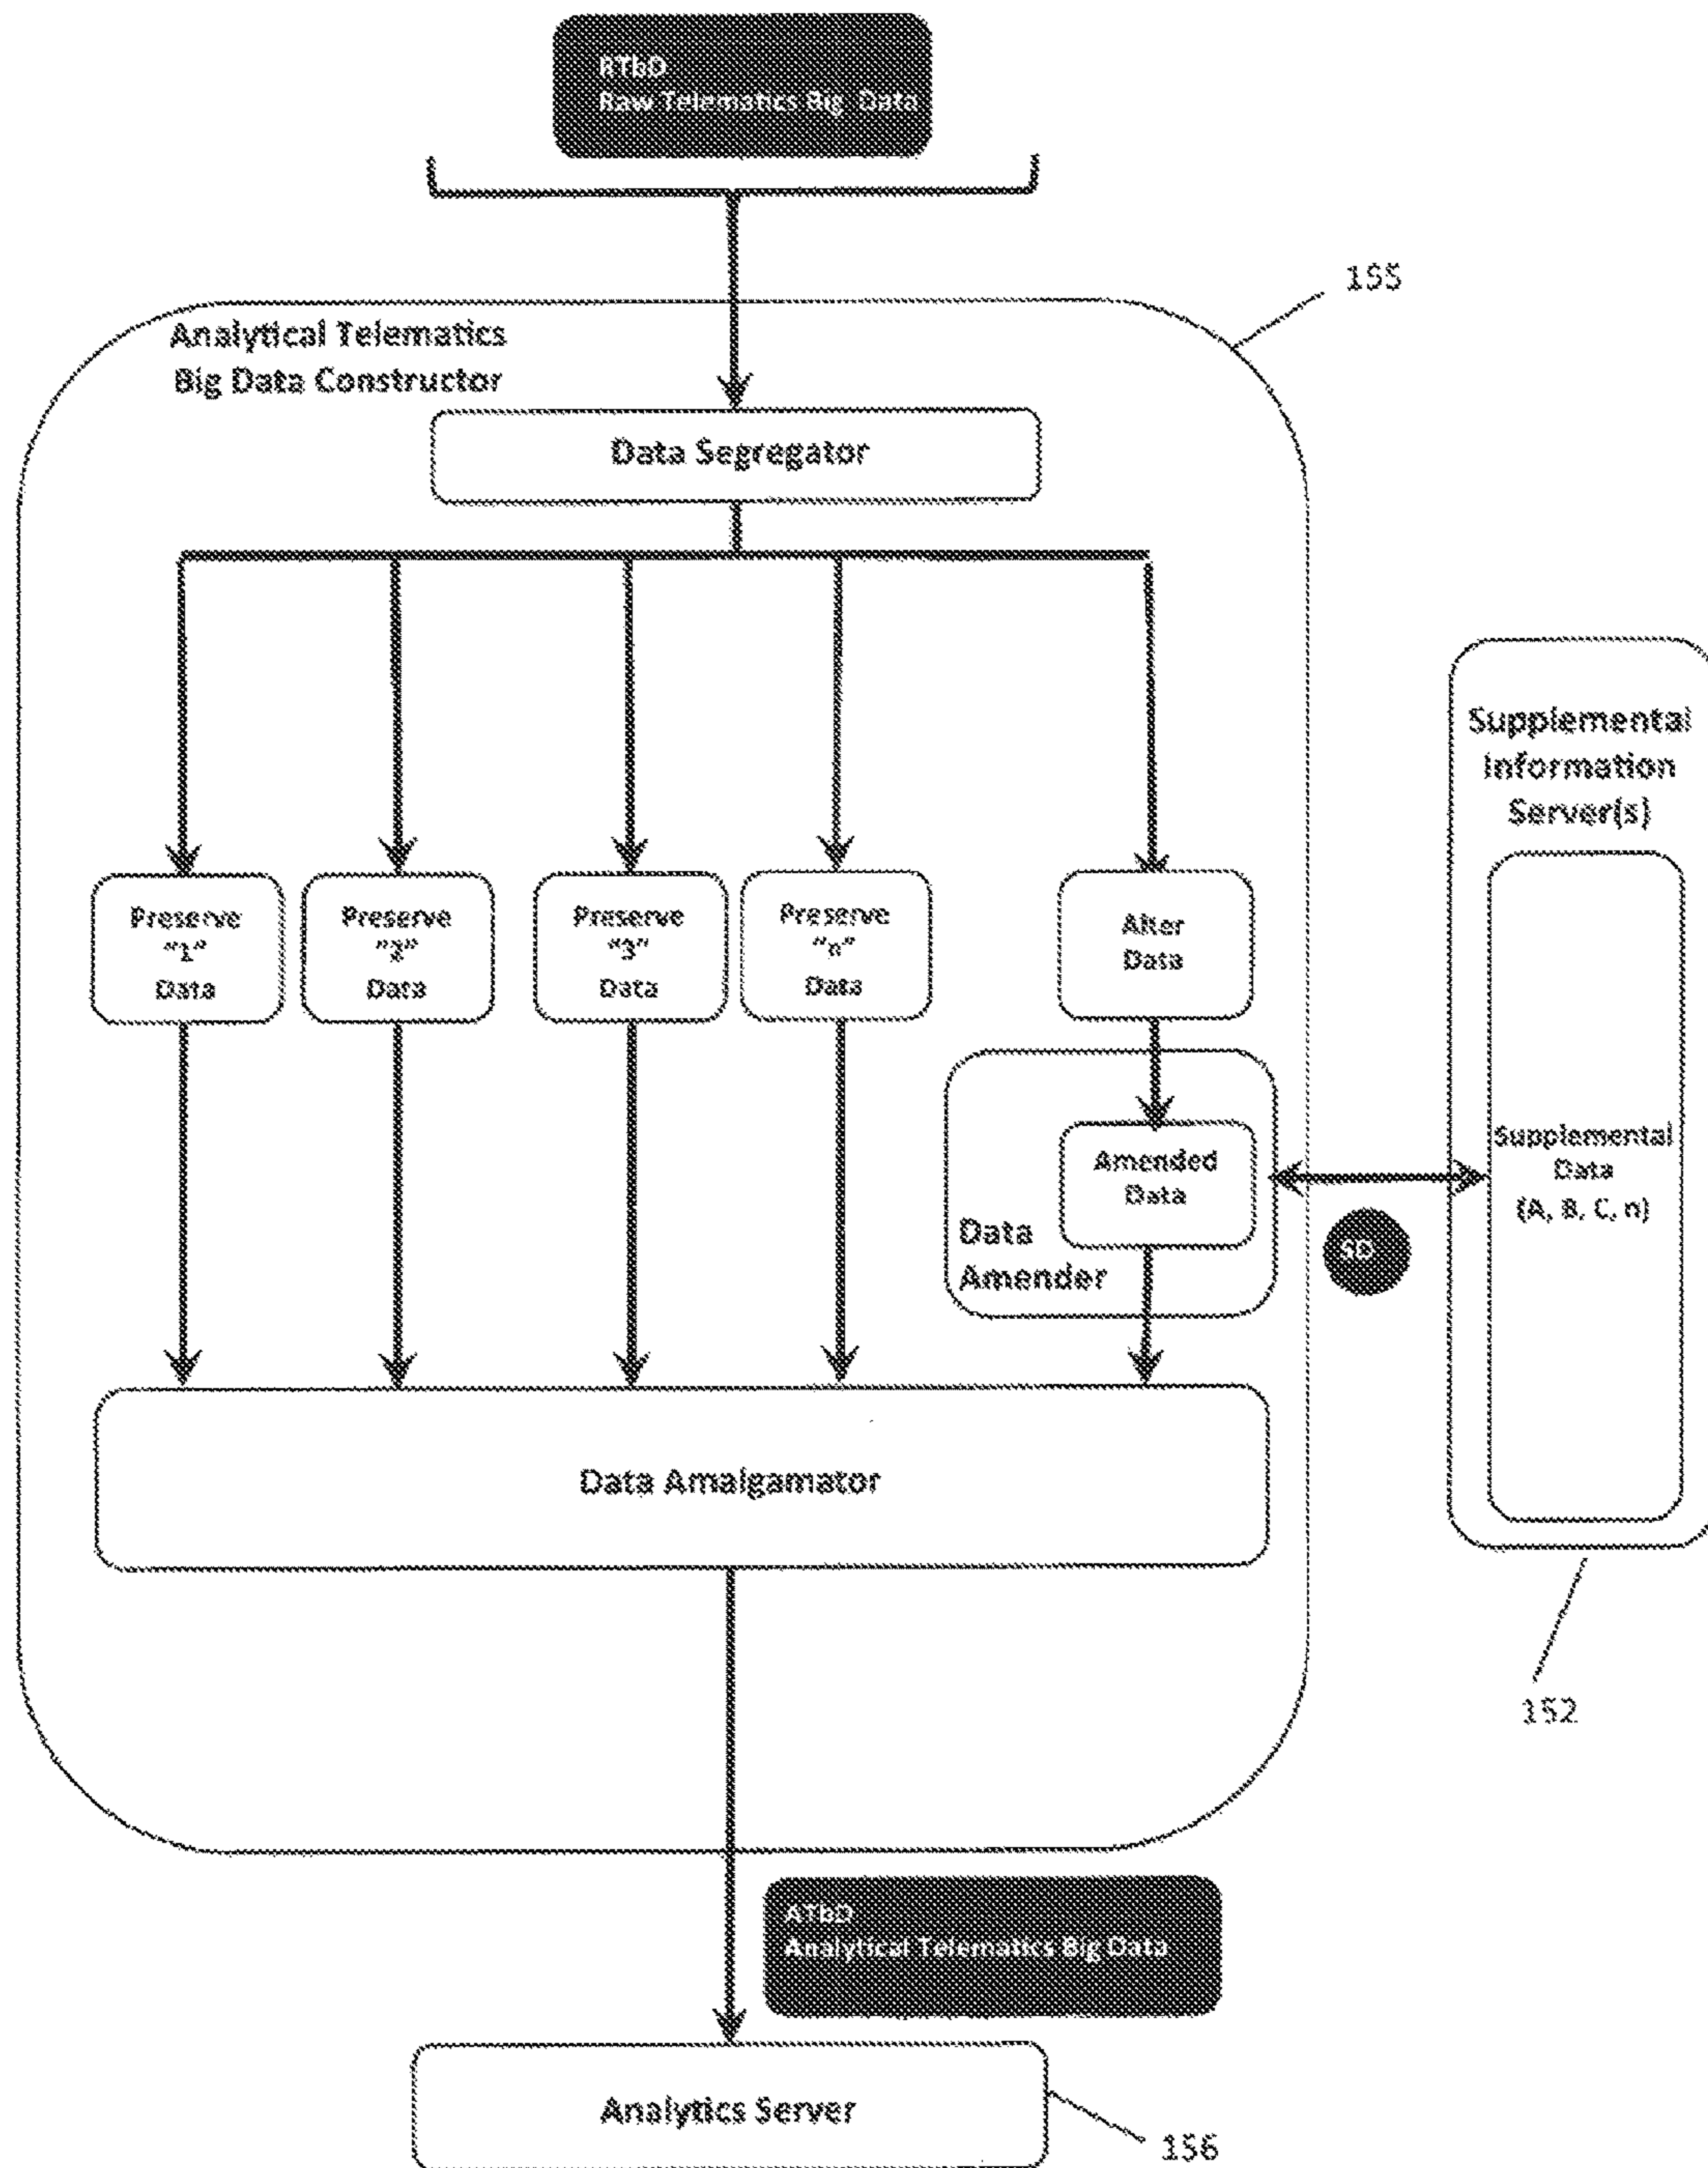 RTbD
Raw Telematics Big Data
155
Analytical Telematics
Big Data Constructor
Data Segregator
Supplemental
Information
Server(s)
Preserve
"1"
Data
Preserve
"2"
Data
Preserve
"3"
Data
Preserve
"n"
Data
Alter
Data
Amended
Data
Data
Amender
SD
Supplemental
Data
(A, B, C, n)
Data Amalgamator
152
ATbD
Analytical Telematics Big Data
Analytics Server
156